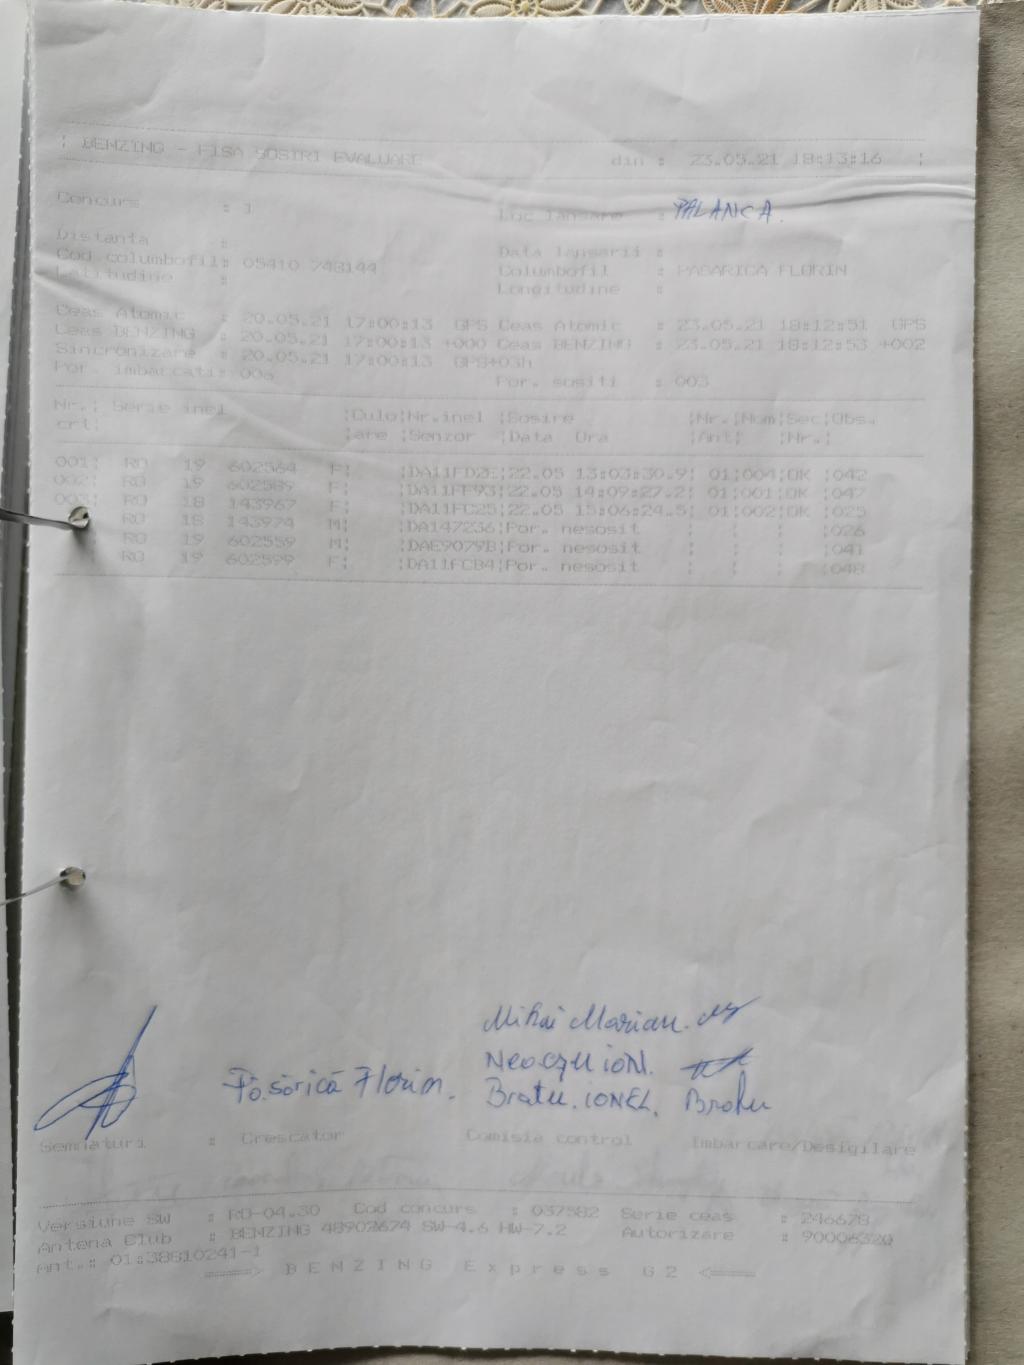 | BENZING - FISA SOSIRI EVALUARE din : 23.05.21 18:13:16 |
Concurs : 1 Loc lansare : PALANCA.
Distanta : Data lansarii :
Cod columbofil: 05410 748144 Columbofil : PASARICA FLORIN
Latitudine : Longitudine :
Ceas Atomic : 20.05.21 17:00:13 GPS Ceas Atomic : 23.05.21 18:12:51 GPS
Ceas BENZING : 20.05.21 17:00:13 +000 Ceas BENZING : 23.05.21 18:12:53 +002
Sincronizare : 20.05.21 17:00:13 GPS+03h
Por. imbarcati: 006 Por. sositi : 003
Nr.| Serie inel |Culo|Nr.inel |Sosire |Nr.|Nom|Sec|Obs.
crt| |are |Senzor |Data Ora |Ant| |Nr.|
001| RO 19 602564 F| |DA11FD2E|22.05 13:03:30.9| 01|004|OK |042
002| RO 19 602589 F| |DA11FF93|22.05 14:09:27.2| 01|001|OK |047
003| RO 18 143967 F| |DA11FC25|22.05 15:06:24.5| 01|002|OK |025
RO 18 143974 M| |DA147236|Por. nesosit | | | |026
RO 19 602559 M| |DAE9079B|Por. nesosit | | | |041
RO 19 602599 F| |DA11FCB4|Por. nesosit | | | |048
Mihai Marian.
Neocqu ION.
Păsărică Florin. Bratu. IONEL. Bratu
Semnaturi : Crescator Comisia control Imbarcare/Desigilare
Versiune SW : RO-04.30 Cod concurs : 037582 Serie ceas : 246678
Antena Club : BENZING 48902674 SW-4.6 HW-7.2 Autorizare : 90006320
Ant.: 01:38810241-1
====> BENZING Express G2 <====